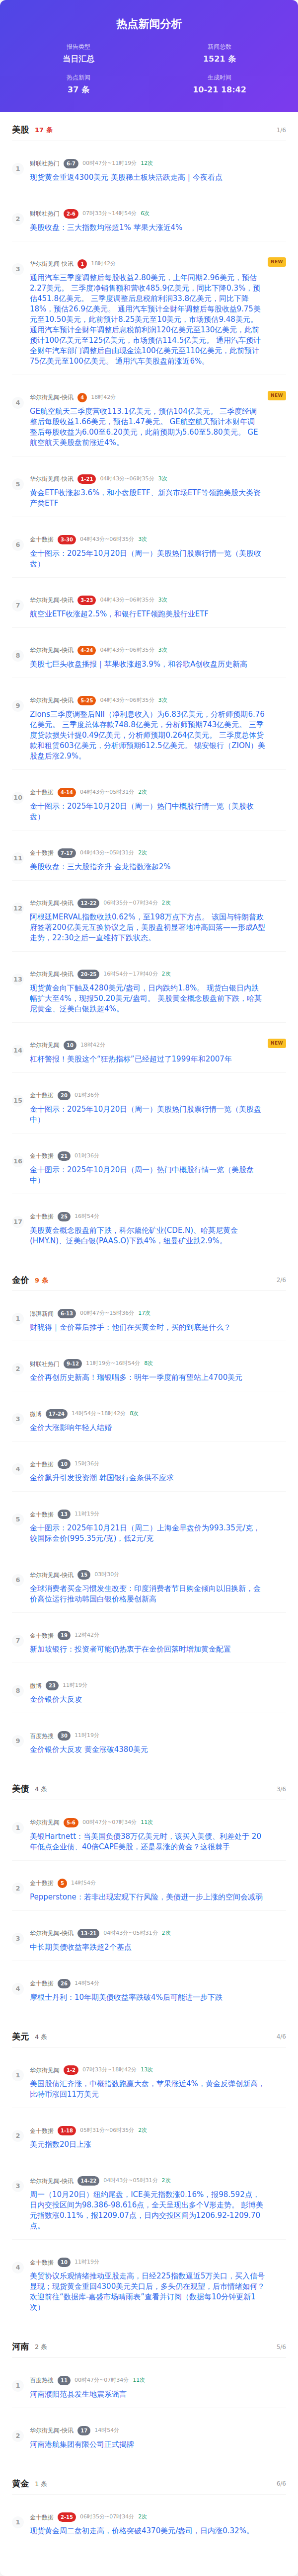 热点新闻分析
报告类型
新闻总数
当日汇总
1521 条
热点新闻
生成时间
37 条
10-21 18:42
美股 17 条 1/6
1
财联社热门 6-7 00时47分~11时19分 12次
现货黄金重返4300美元 美股稀土板块活跃走高 | 今夜看点
2
财联社热门 2-6 07时33分~14时54分 6次
美股收盘：三大指数均涨超1% 苹果大涨近4%
NEW
3
华尔街见闻-快讯 1 18时42分
通用汽车三季度调整后每股收益2.80美元，上年同期2.96美元，预估
2.27美元。 三季度净销售额和营收485.9亿美元，同比下降0.3%，预
估451.8亿美元。 三季度调整后息税前利润33.8亿美元，同比下降
18%，预估26.9亿美元。 通用汽车预计全财年调整后每股收益9.75美
元至10.50美元，此前预计8.25美元至10美元，市场预估9.48美元。
通用汽车预计全财年调整后息税前利润120亿美元至130亿美元，此前
预计100亿美元至125亿美元，市场预估114.5亿美元。 通用汽车预计
全财年汽车部门调整后自由现金流100亿美元至110亿美元，此前预计
75亿美元至100亿美元。 通用汽车美股盘前涨近6%。
NEW
4
华尔街见闻-快讯 4 18时42分
GE航空航天三季度营收113.1亿美元，预估104亿美元。 三季度经调
整后每股收益1.66美元，预估1.47美元。 GE航空航天预计本财年调
整后每股收益为6.00至6.20美元，此前预期为5.60至5.80美元。 GE
航空航天美股盘前涨近4%。
5
华尔街见闻-快讯 1-21 04时43分~06时35分 3次
黄金ETF收涨超3.6%，和小盘股ETF、新兴市场ETF等领跑美股大类资
产类ETF
6
金十数据 3-30 04时43分~06时35分 3次
金十图示：2025年10月20日（周一）美股热门股票行情一览（美股收
盘）
7
华尔街见闻-快讯 3-23 04时43分~06时35分 3次
航空业ETF收涨超2.5%，和银行ETF领跑美股行业ETF
8
华尔街见闻-快讯 4-24 04时43分~06时35分 3次
美股七巨头收盘播报｜苹果收涨超3.9%，和谷歌A创收盘历史新高
9
华尔街见闻-快讯 5-25 04时43分~06时35分 3次
Zions三季度调整后NII（净利息收入）为6.83亿美元，分析师预期6.76
亿美元。 三季度总体存款748.8亿美元，分析师预期743亿美元。 三季
度贷款损失计提0.49亿美元，分析师预期0.264亿美元。 三季度总体贷
款和租赁603亿美元，分析师预期612.5亿美元。 锡安银行（ZION）美
股盘后涨2.9%。
10
金十数据 4-14 04时43分~05时31分 2次
金十图示：2025年10月20日（周一）热门中概股行情一览（美股收
盘）
11
金十数据 7-17 04时43分~05时31分 2次
美股收盘：三大股指齐升 金龙指数涨超2%
12
华尔街见闻-快讯 12-22 06时35分~07时34分 2次
阿根廷MERVAL指数收跌0.62%，至198万点下方点。 该国与特朗普政
府签署200亿美元互换协议之后，美股盘初显著地冲高回落——形成A型
走势，22:30之后一直维持下跌状态。
13
华尔街见闻-快讯 20-25 16时54分~17时40分 2次
现货黄金向下触及4280美元/盎司，日内跌约1.8%。 现货白银日内跌
幅扩大至4%，现报50.20美元/盎司。 美股黄金概念股盘前下跌，哈莫
尼黄金、泛美白银跌超4%。
NEW
14
华尔街见闻 10 18时42分
杠杆警报！美股这个“狂热指标”已经超过了1999年和2007年
15
金十数据 20 01时36分
金十图示：2025年10月20日（周一）美股热门股票行情一览（美股盘
中）
16
金十数据 21 01时36分
金十图示：2025年10月20日（周一）热门中概股行情一览（美股盘
中）
17
金十数据 25 16时54分
美股黄金概念股盘前下跌，科尔黛伦矿业(CDE.N)、哈莫尼黄金
(HMY.N)、泛美白银(PAAS.O)下跌4%，纽曼矿业跌2.9%。
金价 9 条 2/6
1
澎湃新闻 6-13 00时47分~15时36分 17次
财晓得｜金价幕后推手：他们在买黄金时，买的到底是什么？
2
财联社热门 9-12 11时19分~16时54分 8次
金价再创历史新高！瑞银唱多：明年一季度前有望站上4700美元
3
微博 17-24 14时54分~18时42分 8次
金价大涨影响年轻人结婚
4
金十数据 10 15时36分
金价飙升引发投资潮 韩国银行金条供不应求
5
金十数据 13 11时19分
金十图示：2025年10月21日（周二）上海金早盘价为993.35元/克，
较国际金价(995.35元/克)，低2元/克
6
华尔街见闻-快讯 15 03时30分
全球消费者买金习惯发生改变：印度消费者节日购金倾向以旧换新，金
价高位运行推动韩国白银价格屡创新高
7
金十数据 19 12时42分
新加坡银行：投资者可能仍热衷于在金价回落时增加黄金配置
8
微博 23 11时19分
金价银价大反攻
9
百度热搜 30 11时19分
金价银价大反攻 黄金涨破4380美元
美债 4 条 3/6
1
华尔街见闻 5-6 00时47分~07时34分 11次
美银Hartnett：当美国负债38万亿美元时，该买入美债、利差处于 20
年低点企业债、40倍CAPE美股，还是暴涨的黄金？这很棘手
2
金十数据 5 14时54分
Pepperstone：若非出现宏观下行风险，美债进一步上涨的空间会减弱
3
华尔街见闻-快讯 13-21 04时43分~05时31分 2次
中长期美债收益率跌超2个基点
4
金十数据 26 14时54分
摩根士丹利：10年期美债收益率跌破4%后可能进一步下跌
美元 4 条 4/6
1
华尔街见闻 1-2 07时33分~18时42分 13次
美国股债汇齐涨，中概指数跑赢大盘，苹果涨近4%，黄金反弹创新高，
比特币涨回11万美元
2
金十数据 1-18 05时31分~06时35分 2次
美元指数20日上涨
3
华尔街见闻-快讯 14-22 04时43分~05时31分 2次
周一（10月20日）纽约尾盘，ICE美元指数涨0.16%，报98.592点，
日内交投区间为98.386-98.616点，全天呈现出多个V形走势。 彭博美
元指数涨0.11%，报1209.07点，日内交投区间为1206.92-1209.70
点。
4
金十数据 10 11时19分
美贸协议乐观情绪推动亚股走高，日经225指数逼近5万关口，买入信号
显现；现货黄金重回4300美元关口后，多头仍在观望，后市情绪如何？
欢迎前往“数据库-嘉盛市场晴雨表”查看并订阅（数据每10分钟更新1
次）
河南 2 条 5/6
1
百度热搜 11 00时47分~07时34分 11次
河南濮阳范县发生地震系谣言
2
华尔街见闻-快讯 17 14时54分
河南港航集团有限公司正式揭牌
黄金 1 条 6/6
1
金十数据 2-15 06时35分~07时34分 2次
现货黄金周二盘初走高，价格突破4370美元/盎司，日内涨0.32%。